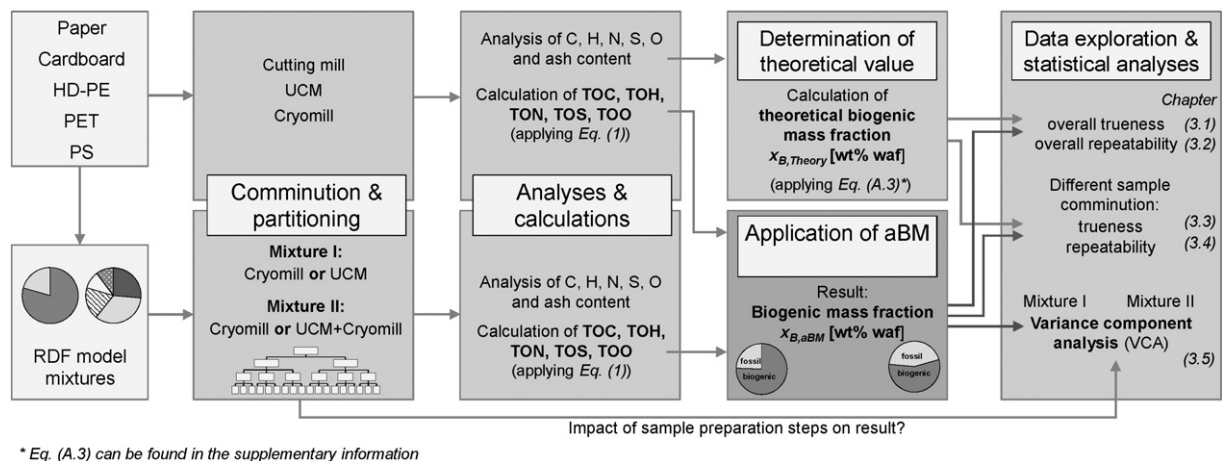 Paper
Cardboard
HD-PE
PET
PS
RDF model
mixtures
Cutting mill
UCM
Cryomill
Comminution &
partitioning
Mixture I:
Cryomill or UCM
Mixture II:
Cryomill or UCM+Cryomill
Analysis of C, H, N, S, O
and ash content
Calculation of TOC, TOH,
TON, TOS, TOO
(applying Eq. (1))
Analyses &
calculations
Analysis of C, H, N, S, O
and ash content
Calculation of TOC, TOH,
TON, TOS, TOO
(applying Eq. (1))
Determination of
theoretical value
Calculation of
theoretical biogenic
mass fraction
xB,Theory [wt% waf]
(applying Eq. (A.3)*)
Application of aBM
Result:
Biogenic mass fraction
xB,aBM [wt% waf]
fossil
biogenic
fossil
biogenic
Data exploration &
statistical analyses
Chapter
overall trueness (3.1)
overall repeatability (3.2)
Different sample
comminution:
trueness (3.3)
repeatability (3.4)
Mixture I Mixture II
Variance component
analysis (VCA)
(3.5)
Impact of sample preparation steps on result?
* Eq. (A.3) can be found in the supplementary information